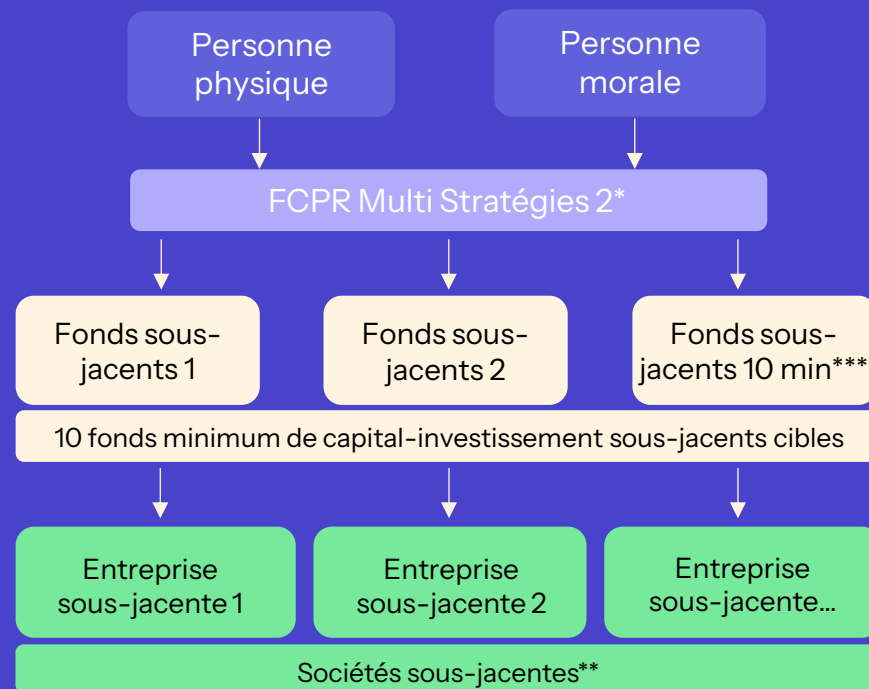 Personne
physique
Personne
morale
FCPR Multi Stratégies 2*
Fonds sous-
jacents 1
Fonds sous-
jacents 2
Fonds sous-
jacents 10 min***
10 fonds minimum de capital-investissement sous-jacents cibles
Entreprise
sous-jacente 1
Entreprise
sous-jacente 2
Entreprise
sous-jacente...
Sociétés sous-jacentes**